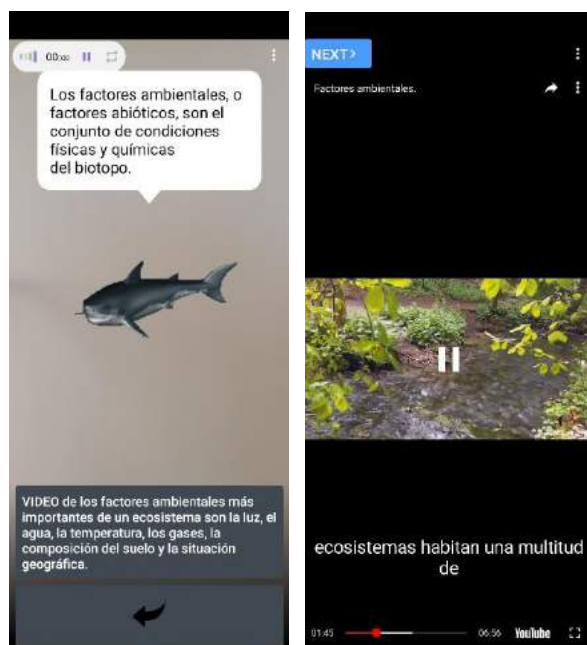 00:00
Los factores ambientales, o
factores abióticos, son el
conjunto de condiciones
físicas y químicas
del biotopo.
VIDEO de los factores ambientales más
importantes de un ecosistema son la luz, el
agua, la temperatura, los gases, la
composición del suelo y la situación
geográfica.
NEXT>
Factores ambientales.
ecosistemas habitan una multitud
de
01:45
06:56
YouTube